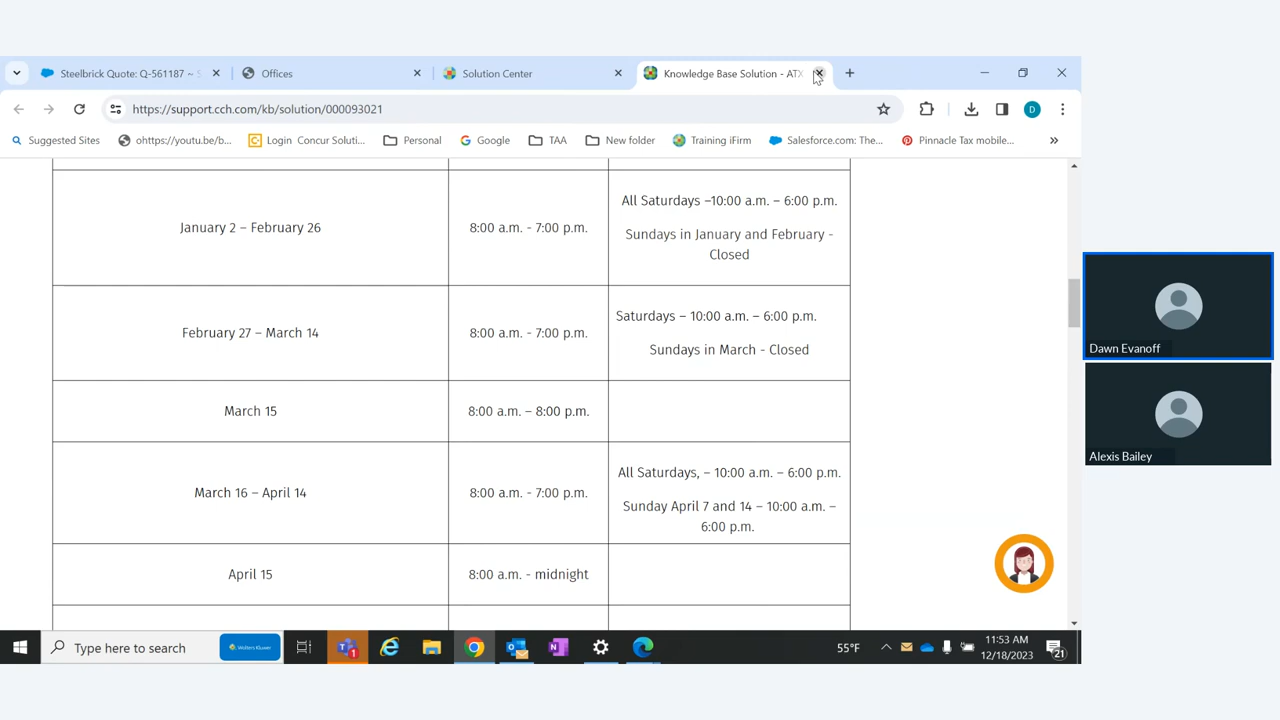 Steelbrick Quote: Q-561187 ~ S
Offices
Solution Center
Knowledge Base Solution - ATX
https://support.cch.com/kb/solution/000093021
D
Suggested Sites
ohttps://youtu.be/b...
Login Concur Soluti...
Personal
Google
TAA
New folder
Training iFirm
Salesforce.com: The...
Pinnacle Tax mobile...
»
January 2 – February 26
8:00 a.m. - 7:00 p.m.
All Saturdays –10:00 a.m. – 6:00 p.m.
Sundays in January and February -
Closed
February 27 – March 14
8:00 a.m. - 7:00 p.m.
Saturdays – 10:00 a.m. – 6:00 p.m.
Sundays in March - Closed
March 15
8:00 a.m. – 8:00 p.m.
March 16 – April 14
8:00 a.m. - 7:00 p.m.
All Saturdays, – 10:00 a.m. – 6:00 p.m.
Sunday April 7 and 14 – 10:00 a.m. –
6:00 p.m.
April 15
8:00 a.m. - midnight
Dawn Evanoff
Alexis Bailey
Type here to search
Wolters Kluwer
1
55°F
11:53 AM
12/18/2023
21